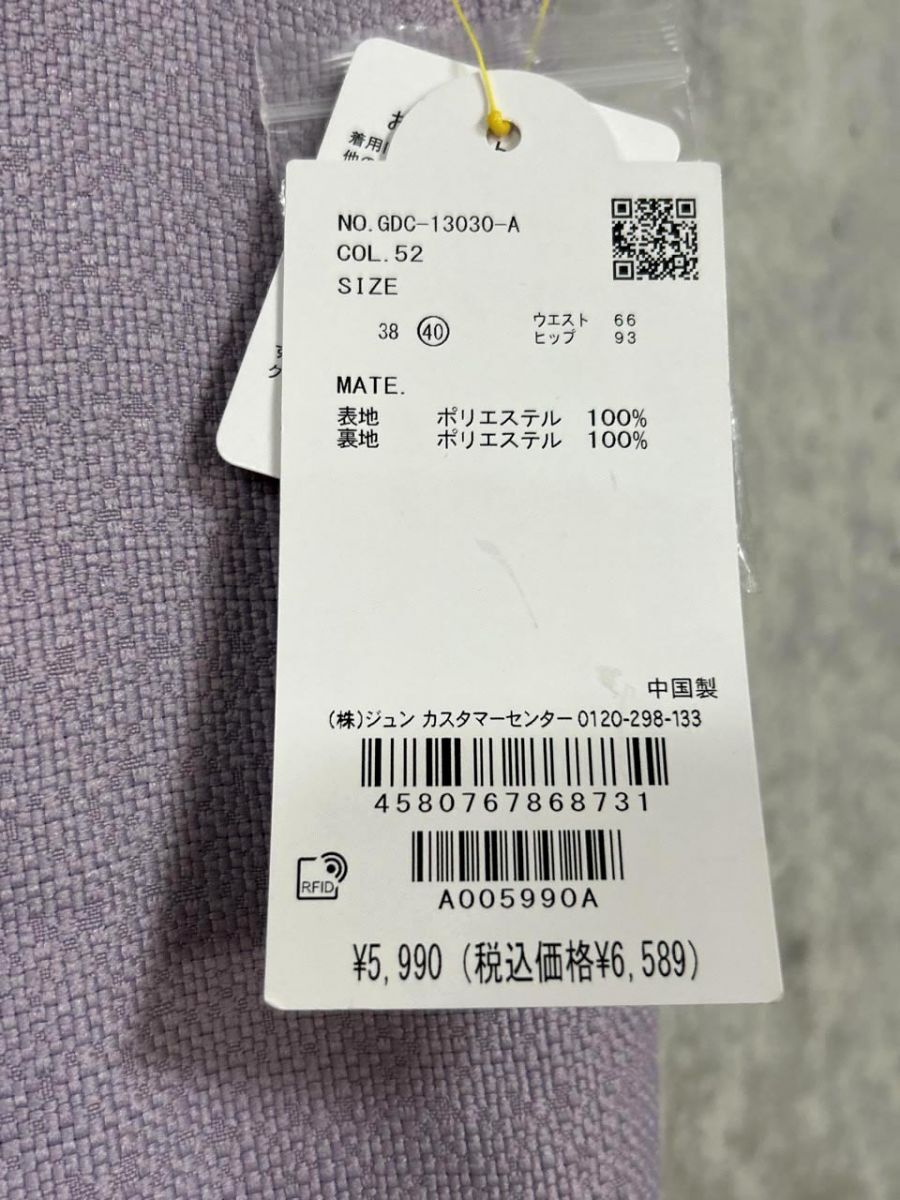 着用
NO.GDC-13030-A
COL.52
SIZE
38 40 ウエスト 66
ヒップ 93
MATE.
表地 ポリエステル 100%
裏地 ポリエステル 100%
ク
中国製
(株)ジュン カスタマーセンター 0120-298-133
4580767868731
RFID
A005990A
¥5,990 (税込価格¥6,589)